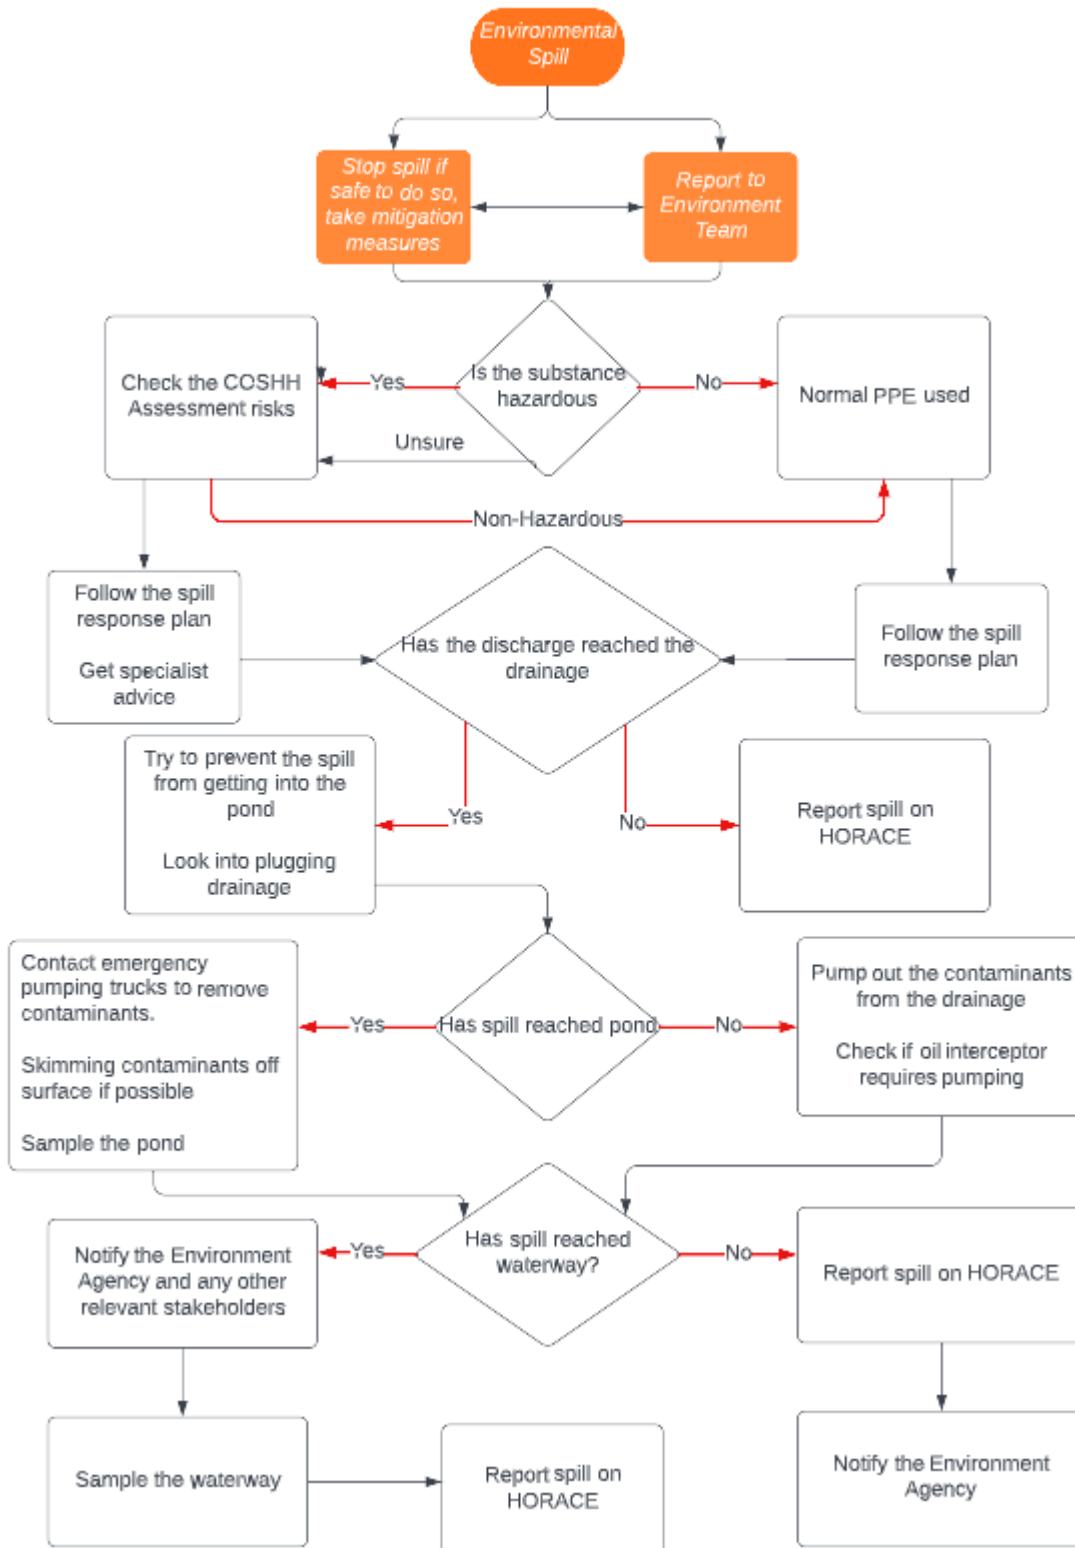 Environmental
Spill
Stop spill if
safe to do so,
take mitigation
measures
Report to
Environment
Team
Check the COSHH
Assessment risks
Yes
Is the substance
hazardous
No
Normal PPE used
Unsure
Non-Hazardous
Follow the spill
response plan
Get specialist
advice
Has the discharge reached the
drainage
Follow the spill
response plan
Try to prevent the spill
from getting into the
pond
Look into plugging
drainage
Yes
No
Report spill on
HORACE
Contact emergency
pumping trucks to remove
contaminants.
Skimming contaminants off
surface if possible
Sample the pond
Yes
Has spill reached pond
No
Pump out the contaminants
from the drainage
Check if oil interceptor
requires pumping
Notify the Environment
Agency and any other
relevant stakeholders
Yes
Has spill reached
waterway?
No
Report spill on HORACE
Sample the waterway
Report spill on
HORACE
Notify the Environment
Agency